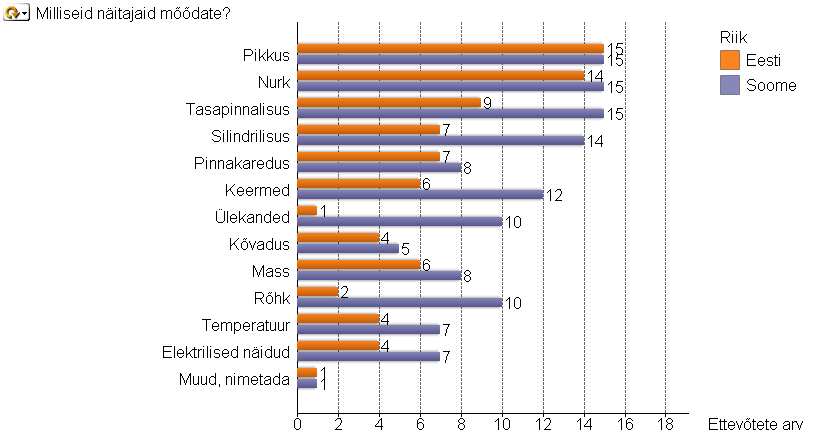 Milliseid näitajaid mõõdate?
Riik
Eesti
Soome
Pikkus 15 15
Nurk 14 15
Tasapinnalisus 9 15
Silindrilisus 7 14
Pinnakaredus 7 8
Keermed 6 12
Ülekanded 1 10
Kõvadus 4 5
Mass 6 8
Rõhk 2 10
Temperatuur 4 7
Elektrilised näidud 4 7
Muud, nimetada 1 1
0 2 4 6 8 10 12 14 16 18 Ettevõtete arv